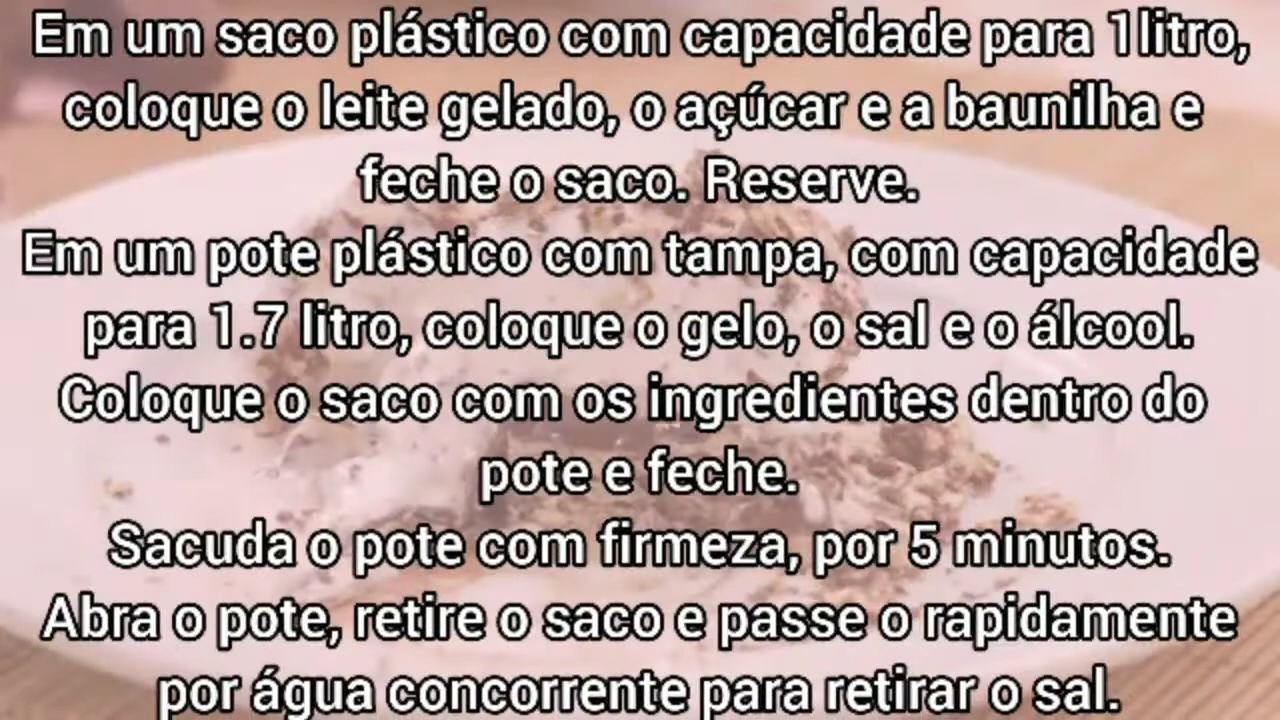 Em um saco plástico com capacidade para 1litro,
coloque o leite gelado, o açúcar e a baunilha e
feche o saco. Reserve.
Em um pote plástico com tampa, com capacidade
para 1.7 litro, coloque o gelo, o sal e o álcool.
Coloque o saco com os ingredientes dentro do
pote e feche.
Sacuda o pote com firmeza, por 5 minutos.
Abra o pote, retire o saco e passe o rapidamente
por água concorrente para retirar o sal.